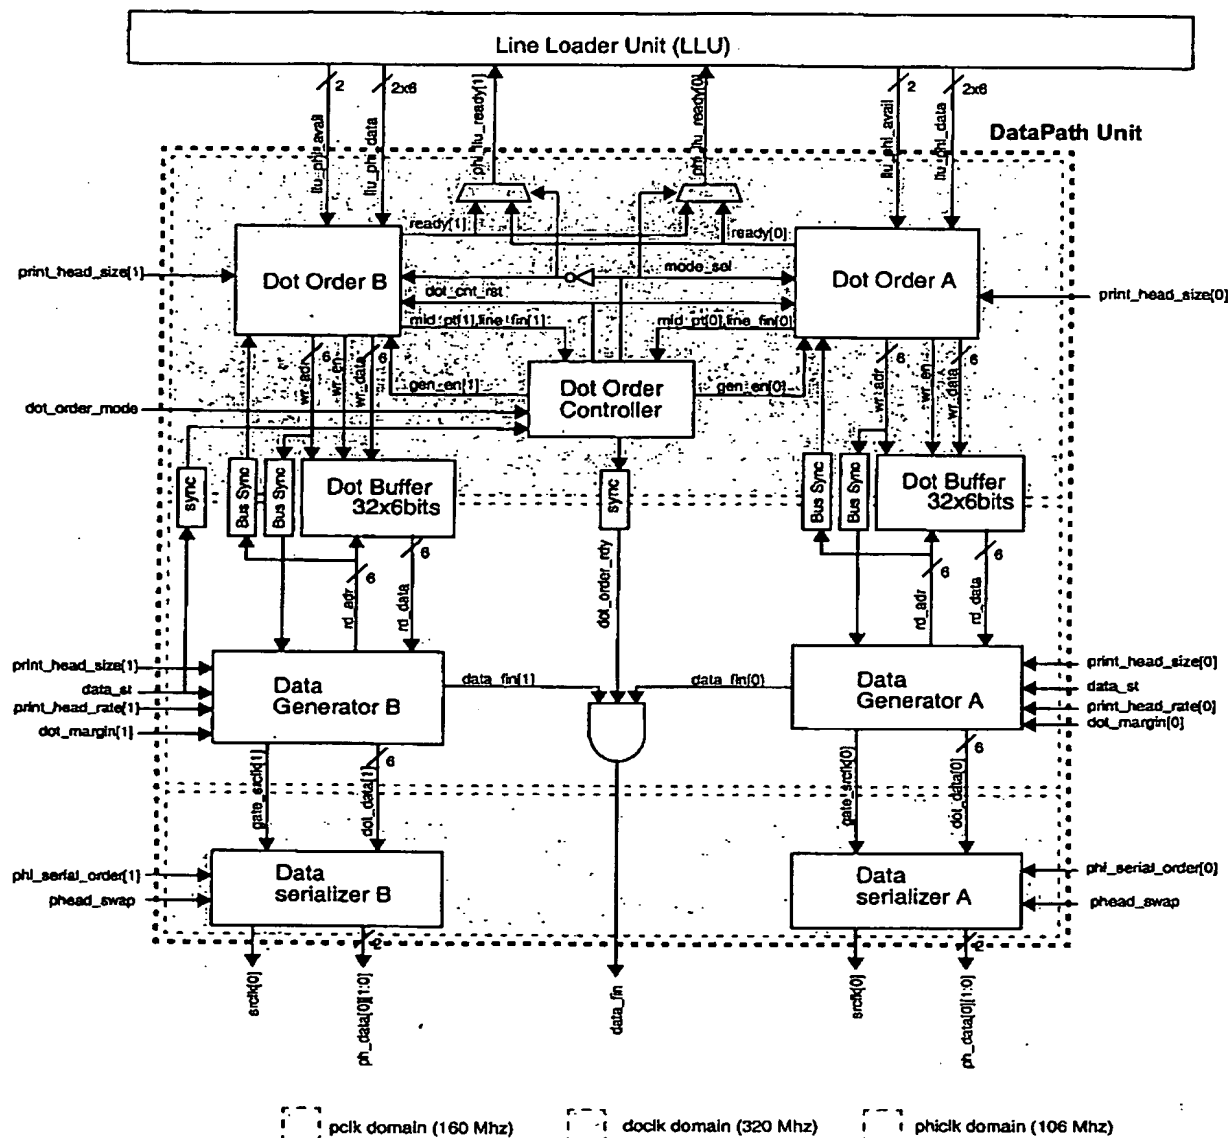 Line Loader Unit (LLU)
2
2x6
2
2x6
llu_phi_avail
llu_phi_data
phi_llu_ready[1]
phi_llu_ready[0]
llu_phi_avail
llu_phi_data
DataPath Unit
ready[1]
ready[0]
print_head_size[1]
Dot Order B
mode_sel
Dot Order A
print_head_size[0]
dot_cnt_rst
mid_pt[1],line_fin[1]
mid_pt[0],line_fin[0]
6
6
6
6
wr_adr
wr_en
wr_data
gen_en[1]
Dot Order
Controller
gen_en[0]
wr_adr
wr_en
wr_data
dot_order_mode
sync
Bus Sync
Bus Sync
Dot Buffer
32x6bits
sync
Bus Sync
Bus Sync
Dot Buffer
32x6bits
6
6
6
6
rd_adr
rd_data
dot_order_rdy
rd_adr
rd_data
print_head_size[1]
data_st
print_head_rate[1]
dot_margin[1]
Data
Generator B
data_fin[1]
data_fin[0]
Data
Generator A
print_head_size[0]
data_st
print_head_rate[0]
dot_margin[0]
gate_srclk[1]
dot_data[1]
6
gate_srclk[0]
dot_data[0]
6
phi_serial_order[1]
phead_swap
Data
serializer B
Data
serializer A
phi_serial_order[0]
phead_swap
2
2
srclk[0]
ph_data[0][1:0]
data_fin
srclk[0]
ph_data[0][1:0]
pclk domain (160 Mhz)
doclk domain (320 Mhz)
phiclk domain (106 Mhz)